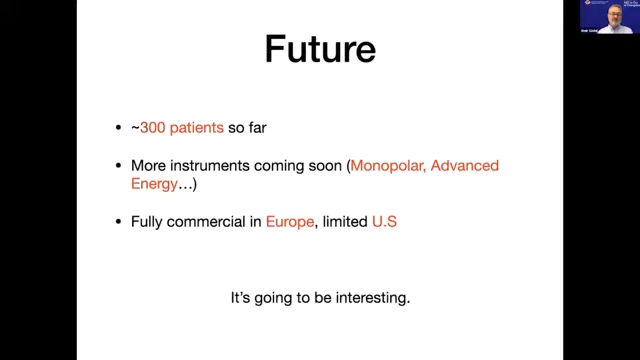 Future
• ~300 patients so far
• More instruments coming soon (Monopolar, Advanced
Energy…)
• Fully commercial in Europe, limited U.S
It's going to be interesting.